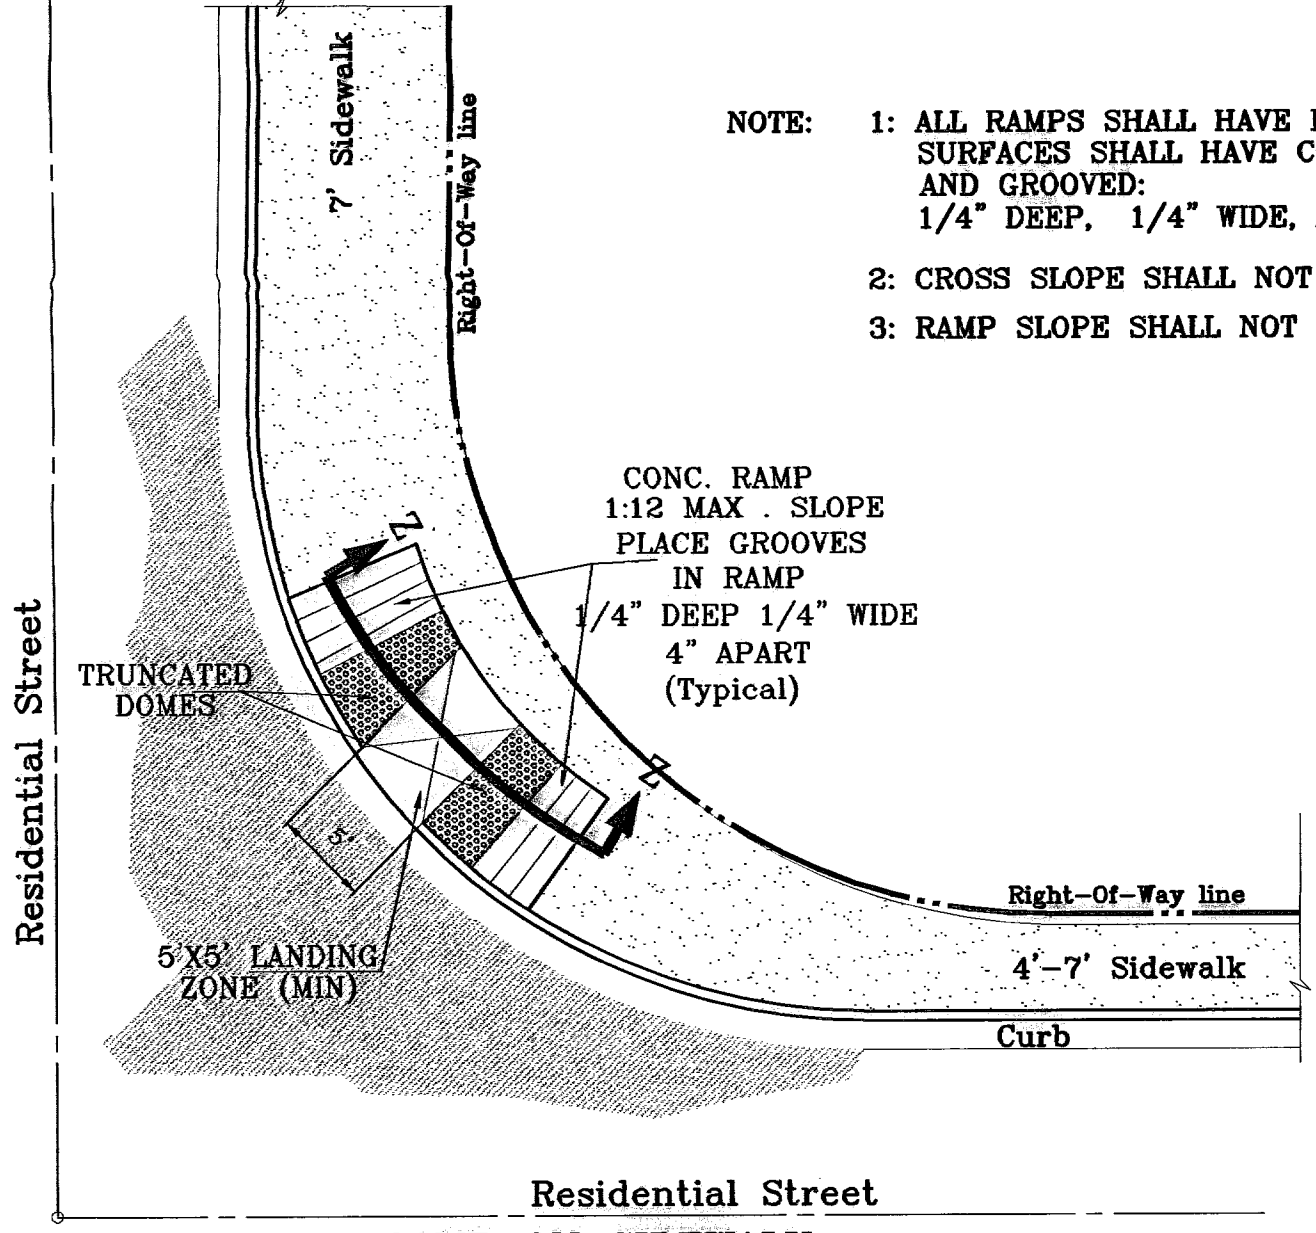 7' Sidewalk
Right-Of-Way line
NOTE: 1: ALL RAMPS SHALL HAVE
SURFACES SHALL HAVE
AND GROOVED:
1/4" DEEP, 1/4" WIDE,
2: CROSS SLOPE SHALL NOT
3: RAMP SLOPE SHALL NOT
CONC. RAMP
1:12 MAX . SLOPE
PLACE GROOVES
IN RAMP
1/4" DEEP 1/4" WIDE
4" APART
(Typical)
Z
TRUNCATED
DOMES
Z
5'
5'X5' LANDING
ZONE (MIN)
Residential Street
Right-Of-Way line
4'-7' Sidewalk
Curb
Residential Street